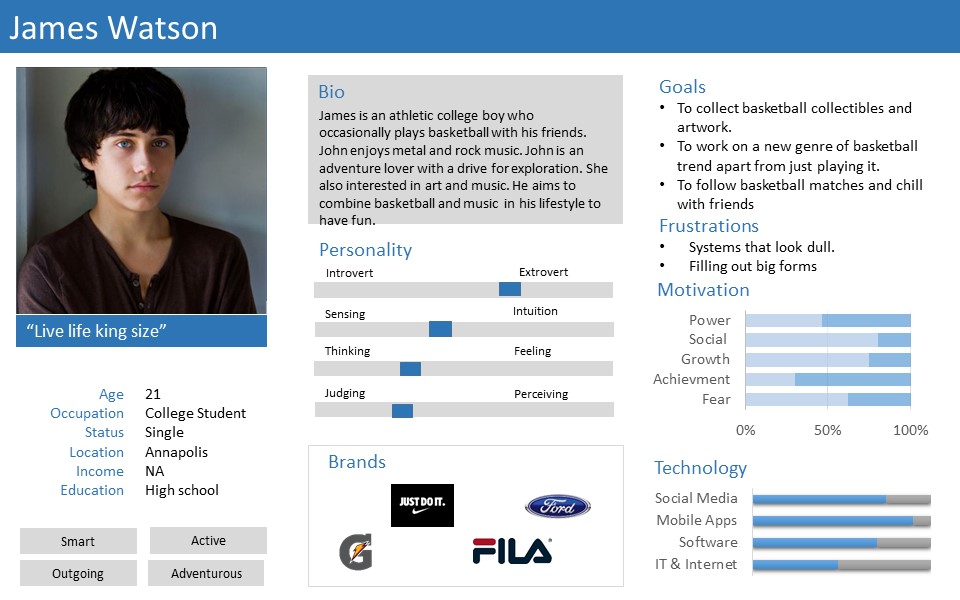 James Watson
“Live life king size”
Age 21
Occupation College Student
Status Single
Location Annapolis
Income NA
Education High school
Smart
Active
Outgoing
Adventurous
Bio
James is an athletic college boy who
occasionally plays basketball with his friends.
John enjoys metal and rock music. John is an
adventure lover with a drive for exploration. She
also interested in art and music. He aims to
combine basketball and music in his lifestyle to
have fun.
Personality
Introvert Extrovert
Sensing Intuition
Thinking Feeling
Judging Perceiving
Brands
JUST DO IT.
Ford
G
FILA
Goals
• To collect basketball collectibles and
artwork.
• To work on a new genre of basketball
trend apart from just playing it.
• To follow basketball matches and chill
with friends
Frustrations
• Systems that look dull.
• Filling out big forms
Motivation
Power
Social
Growth
Achievment
Fear
0% 50% 100%
Technology
Social Media
Mobile Apps
Software
IT & Internet